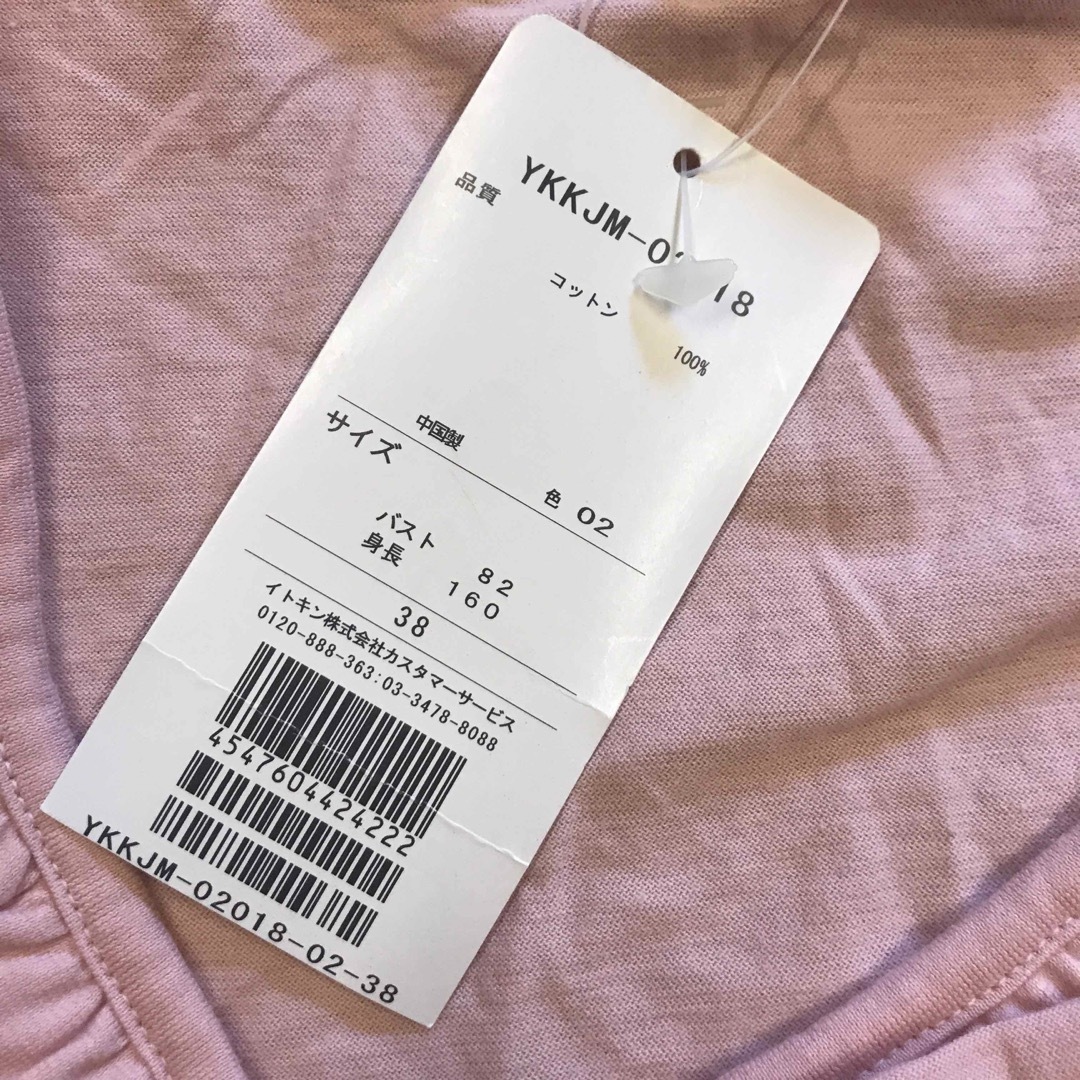 YKKJM-02018
品質
コットン 100%
中国製
サイズ 色 02
バスト 82
身長 160
38
イトキン株式会社カスタマーサービス
0120-888-363:03-3478-8088
4547604424222
YKKJM-02018-02-38